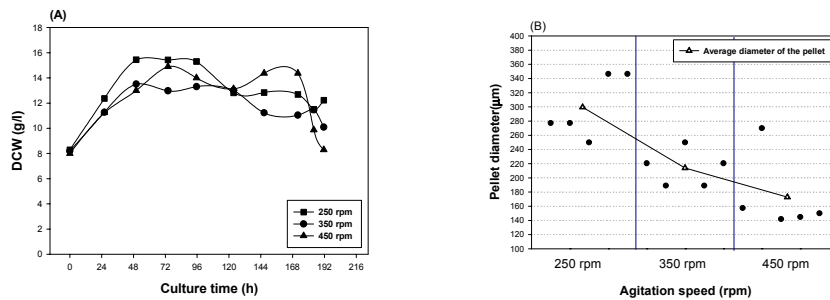 (A)
18
16
14
12
10
8
6
4
2
0
DCW (g/l)
250 rpm
350 rpm
450 rpm
0 24 48 72 96 120 144 168 192 216
Culture time (h)
(B)
400
380
360
340
320
300
280
260
240
220
200
180
160
140
120
100
Pellet diameter(μm)
Average diameter of the pellet
250 rpm 350 rpm 450 rpm
Agitation speed (rpm)